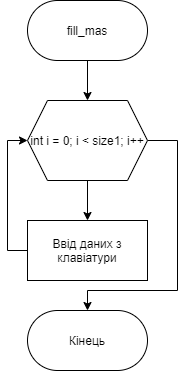 fill_mas
int i = 0; i < size1; i++
Ввід даних з
клавіатури
Кінець